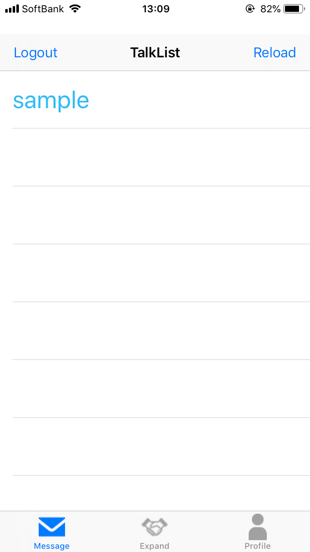 SoftBank 13:09 82%
Logout TalkList Reload
sample
Message Expand Profile